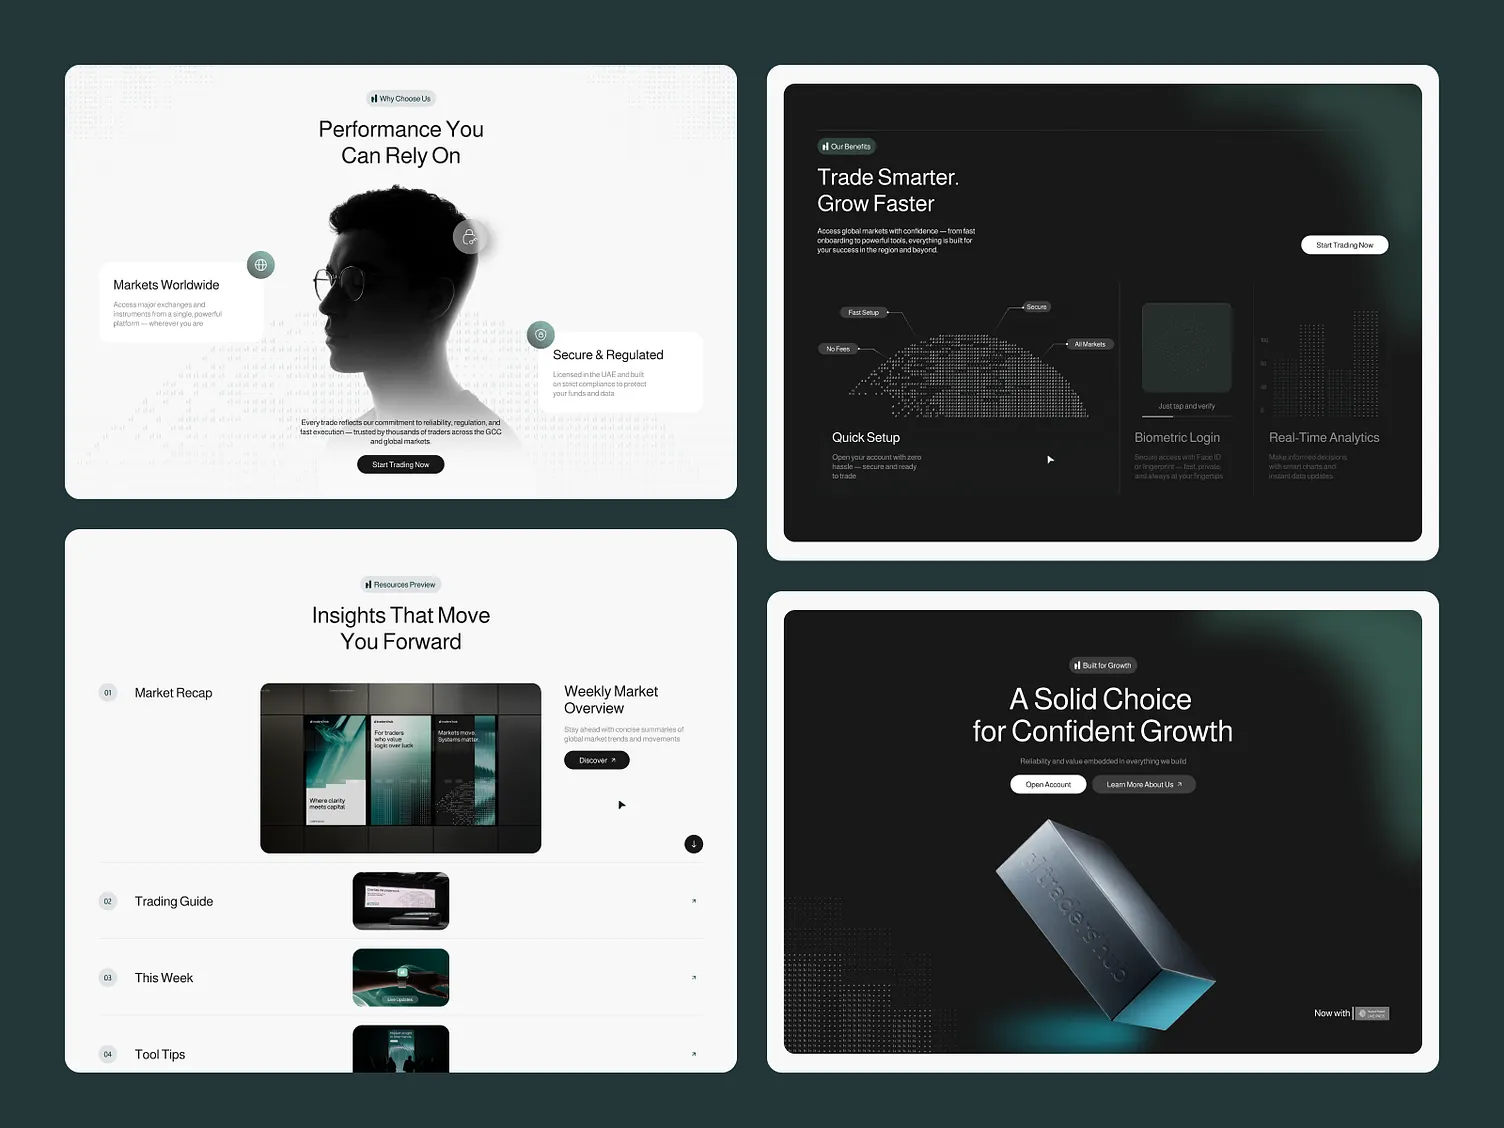 Why Choose Us
Performance You
Can Rely On
Markets Worldwide
Access major exchanges and
instruments from a single, powerful
platform — wherever you are
Secure & Regulated
Licensed in the UAE and built
on strict compliance to protect
your funds and data
Every trade reflects our commitment to reliability, regulation, and
fast execution — trusted by thousands of traders across the GCC
and global markets.
Start Trading Now
Our Benefits
Trade Smarter.
Grow Faster
Access global markets with confidence — from fast
onboarding to powerful tools, everything is built for
your success in the region and beyond.
Start Trading Now
Fast Setup
Secure
No Fees
All Markets
Quick Setup
Open your account with zero
hassle — secure and ready
to trade
Just tap and verify
Biometric Login
Secure access with Face ID
or fingerprint — fast, private,
and always at your fingertips
Real-Time Analytics
Make informed decisions
with smart charts and
instant data updates
Resources Preview
Insights That Move
You Forward
01
Market Recap
Where clarity
meets capital
For traders
who value
logic over luck
Markets move.
Systems matter.
Weekly Market
Overview
Stay ahead with concise summaries of
global market trends and movements
Discover
02
Trading Guide
03
This Week
Live Updates
04
Tool Tips
Built for Growth
A Solid Choice
for Confident Growth
Reliability and value embedded in everything we build
Open Account
Learn More About Us
tradershub
Now with